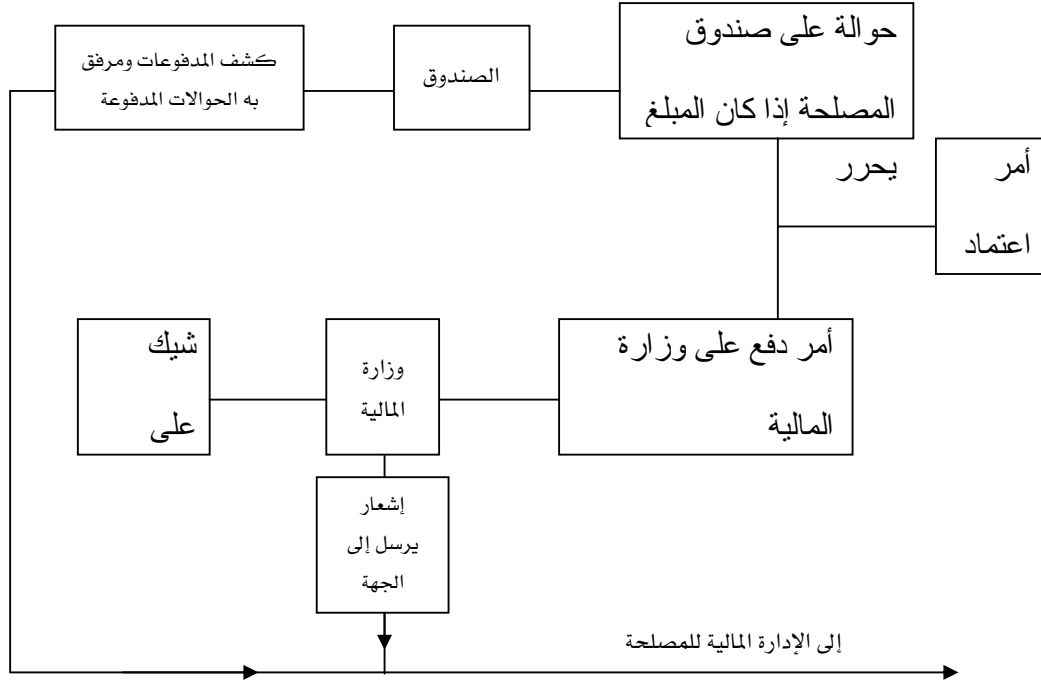 حوالة على صندوق
المصلحة إذا كان المبلغ
الصندوق
كشف المدفوعات ومرفق
به الحوالات المدفوعة
أمر
اعتماد
يحرر
أمر دفع على وزارة
المالية
وزارة
المالية
شيك
على
إشعار
يرسل إلى
الجهة
إلى الإدارة المالية للمصلحة